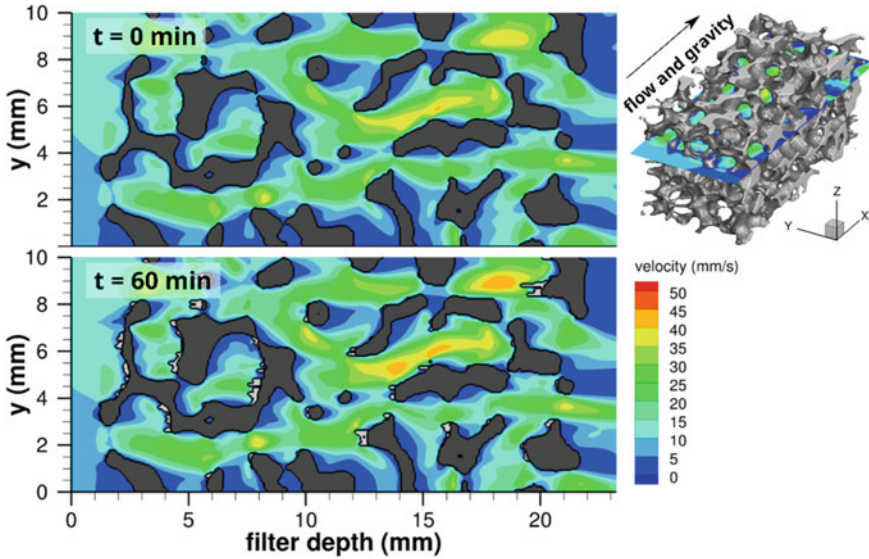 10
8
6
4
2
y (mm)
t = 0 min
flow and gravity
Z
Y
X
10
8
6
4
2
0
y (mm)
t = 60 min
0
5
10
15
20
filter depth (mm)
velocity (mm/s)
50
45
40
35
30
25
20
15
10
5
0